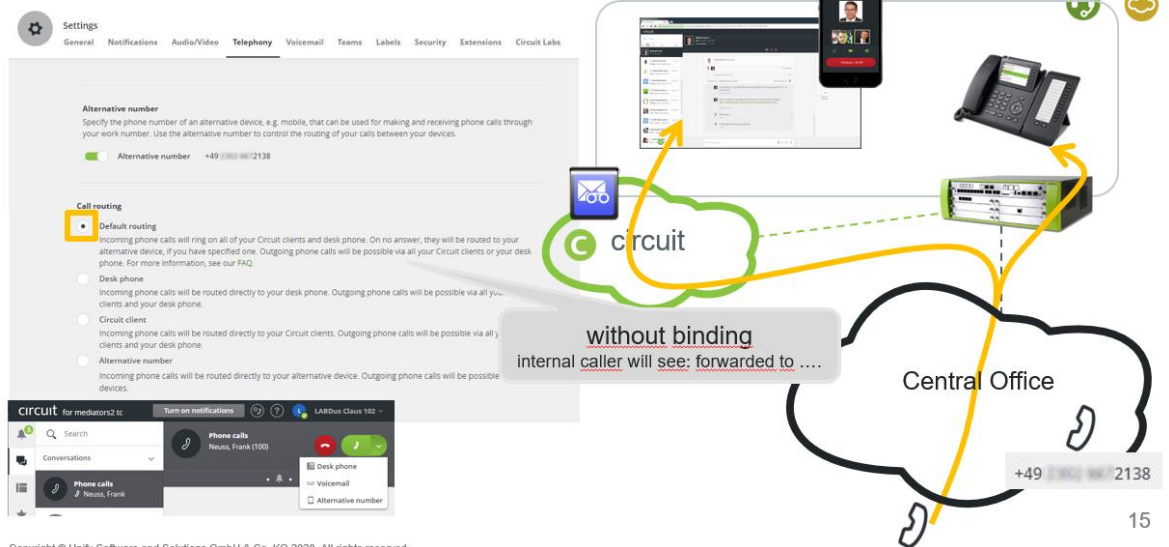 Settings
General Notifications Audio/Video Telephony Voicemail Teams Labels Security Extensions Circuit Labs
Alternative number
Specify the phone number of an alternative device, e.g. mobile, that can be used for making and receiving phone calls through
your work number. Use the alternative number to control the routing of your calls between your devices.
Alternative number +49 2138
Call routing
Default routing
Incoming phone calls will ring on all of your Circuit clients and desk phone. On no answer, they will be routed to your
alternative device, if you have specified one. Outgoing phone calls will be possible via all your Circuit clients or your desk
phone. For more information, see our FAQ.
Desk phone
Incoming phone calls will be routed directly to your desk phone. Outgoing phone calls will be possible via all
clients and your desk phone.
Circuit client
Incoming phone calls will be routed directly to your Circuit clients. Outgoing phone calls will be possible via all
clients and your desk phone.
Alternative number
Incoming phone calls will be routed directly to your alternative device. Outgoing phone calls will be possible
devices.
circuit
without binding
internal caller will see: forwarded to ....
Central Office
+49 2138
circuit for mediators2 tc Turn on notifications ? LABDus Claus 102
3
Search
Conversations
Phone calls
Neuss, Frank
Phone calls
Neuss, Frank (100)
Desk phone
Voicemail
Alternative number
15